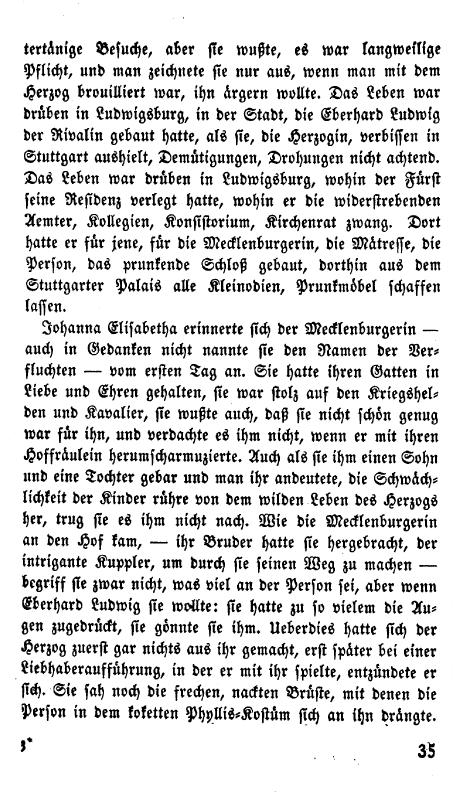 tertänige Besuche, aber sie wußte, es war langweilige
Pflicht, und man zeichnete sie nur aus, wenn man mit dem
Herzog brouilliert war, ihn ärgern wollte. Das Leben war
drüben in Ludwigsburg, in der Stadt, die Eberhard Ludwig
der Rivalin gebaut hatte, als sie, die Herzogin, verbissen in
Stuttgart aushielt, Demütigungen, Drohungen nicht achtend.
Das Leben war drüben in Ludwigsburg, wohin der Fürst
seine Residenz verlegt hatte, wohin er die widerstrebenden
Aemter, Kollegien, Konsistorium, Kirchenrat zwang. Dort
hatte er für jene, für die Mecklenburgerin, die Mätresse, die
Person, das prunkende Schloß gebaut, dorthin aus dem
Stuttgarter Palais alle Kleinodien, Prunkmöbel schaffen
lassen.
Johanna Elisabetha erinnerte sich der Mecklenburgerin —
auch in Gedanken nicht nannte sie den Namen der Ver-
fluchten — vom ersten Tag an. Sie hatte ihren Gatten in
Liebe und Ehren gehalten, sie war stolz auf den Kriegshel-
den und Kavalier, sie wußte auch, daß sie nicht schön genug
war für ihn, und verdachte es ihm nicht, wenn er mit ihren
Hoffräulein herumscharmuzierte. Auch als sie ihm einen Sohn
und eine Tochter gebar und man ihr andeutete, die Schwäch-
lichkeit der Kinder rühre von dem wilden Leben des Herzogs
her, trug sie es ihm nicht nach. Wie die Mecklenburgerin
an den Hof kam, — ihr Bruder hatte sie hergebracht, der
intrigante Kuppler, um durch sie seinen Weg zu machen —
begriff sie zwar nicht, was viel an der Person sei, aber wenn
Eberhard Ludwig sie wollte: sie hatte zu so vielem die Au-
gen zugedrückt, sie gönnte sie ihm. Ueberdies hatte sich der
Herzog zuerst gar nichts aus ihr gemacht, erst später bei einer
Liebhaberaufführung, in der er mit ihr spielte, entzündete er
sich. Sie sah noch die frechen, nackten Brüste, mit denen die
Person in dem koketten Phyllis-Kostüm sich an ihn drängte.
3*
35